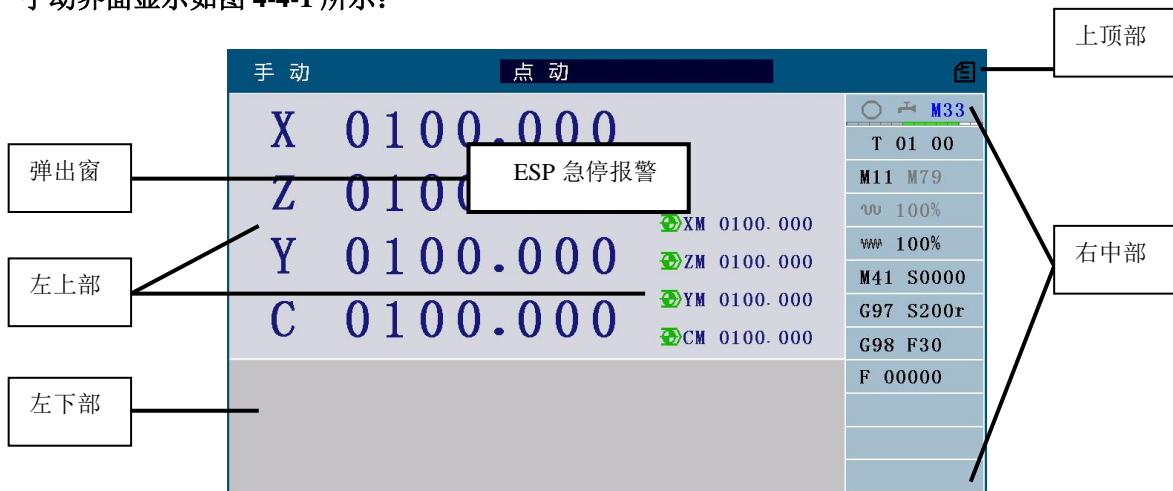 手动界面显示如图 4-4-1 所示：
上顶部
手 动
点 动
X 0100.000
Z 0100
Y 0100.000
C 0100.000
ESP 急停报警
XM 0100.000
ZM 0100.000
YM 0100.000
CM 0100.000
M33
T 01 00
M11 M79
100%
100%
M41 S0000
G97 S200r
G98 F30
F 00000
弹出窗
左上部
左下部
右中部